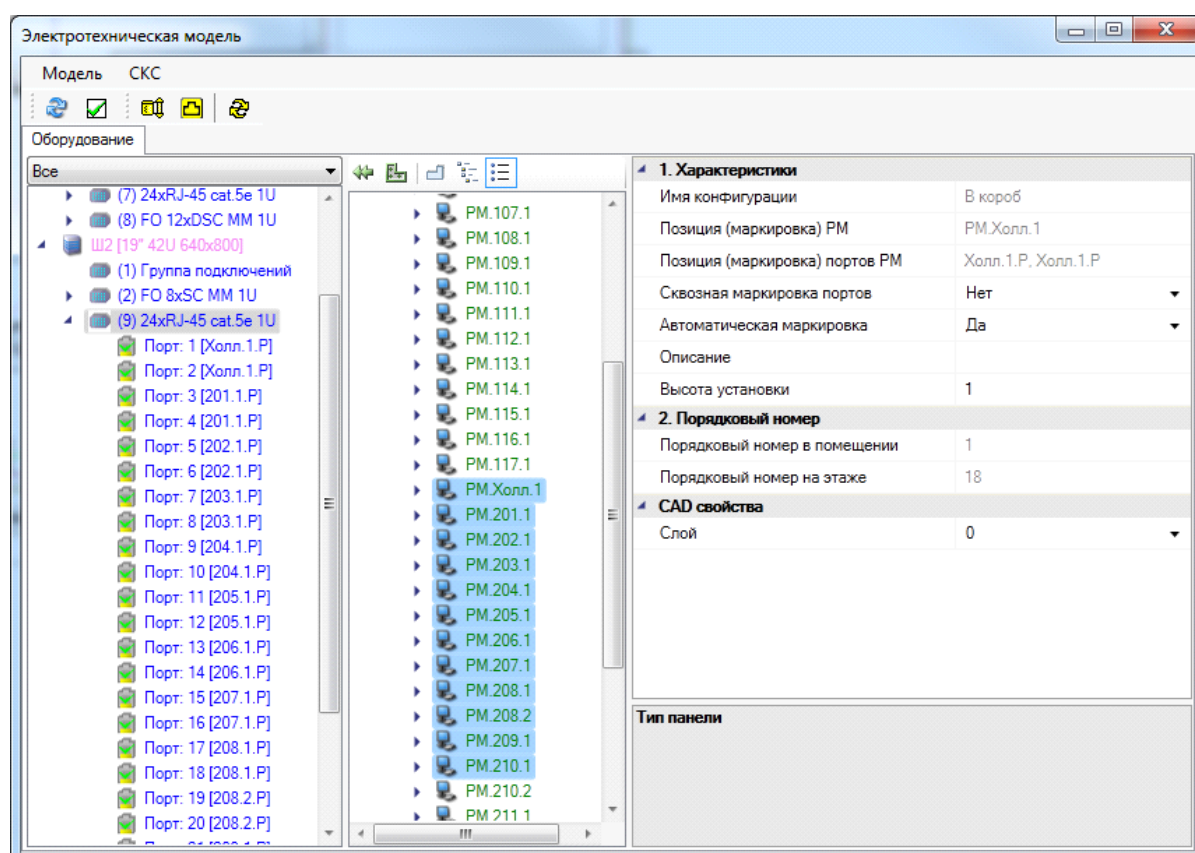 Электротехническая модель
Модель СКС
Оборудование
Все
(7) 24xRJ-45 cat.5e 1U
(8) FO 12xDSC MM 1U
Ш2 [19" 42U 640x800]
(1) Группа подключений
(2) FO 8xSC MM 1U
(9) 24xRJ-45 cat.5e 1U
Порт: 1 [Холл.1.Р]
Порт: 2 [Холл.1.Р]
Порт: 3 [201.1.Р]
Порт: 4 [201.1.Р]
Порт: 5 [202.1.Р]
Порт: 6 [202.1.Р]
Порт: 7 [203.1.Р]
Порт: 8 [203.1.Р]
Порт: 9 [204.1.Р]
Порт: 10 [204.1.Р]
Порт: 11 [205.1.Р]
Порт: 12 [205.1.Р]
Порт: 13 [206.1.Р]
Порт: 14 [206.1.Р]
Порт: 15 [207.1.Р]
Порт: 16 [207.1.Р]
Порт: 17 [208.1.Р]
Порт: 18 [208.1.Р]
Порт: 19 [208.2.Р]
Порт: 20 [208.2.Р]
РМ.107.1
РМ.108.1
РМ.109.1
РМ.110.1
РМ.111.1
РМ.112.1
РМ.113.1
РМ.114.1
РМ.115.1
РМ.116.1
РМ.117.1
РМ.Холл.1
РМ.201.1
РМ.202.1
РМ.203.1
РМ.204.1
РМ.205.1
РМ.206.1
РМ.207.1
РМ.208.1
РМ.208.2
РМ.209.1
РМ.210.1
РМ.210.2
РМ.211.1
1. Характеристики
Имя конфигурации В короб
Позиция (маркировка) РМ РМ.Холл.1
Позиция (маркировка) портов РМ Холл.1.Р, Холл.1.Р
Сквозная маркировка портов Нет
Автоматическая маркировка Да
Описание
Высота установки 1
2. Порядковый номер
Порядковый номер в помещении 1
Порядковый номер на этаже 18
CAD свойства
Слой 0
Тип панели